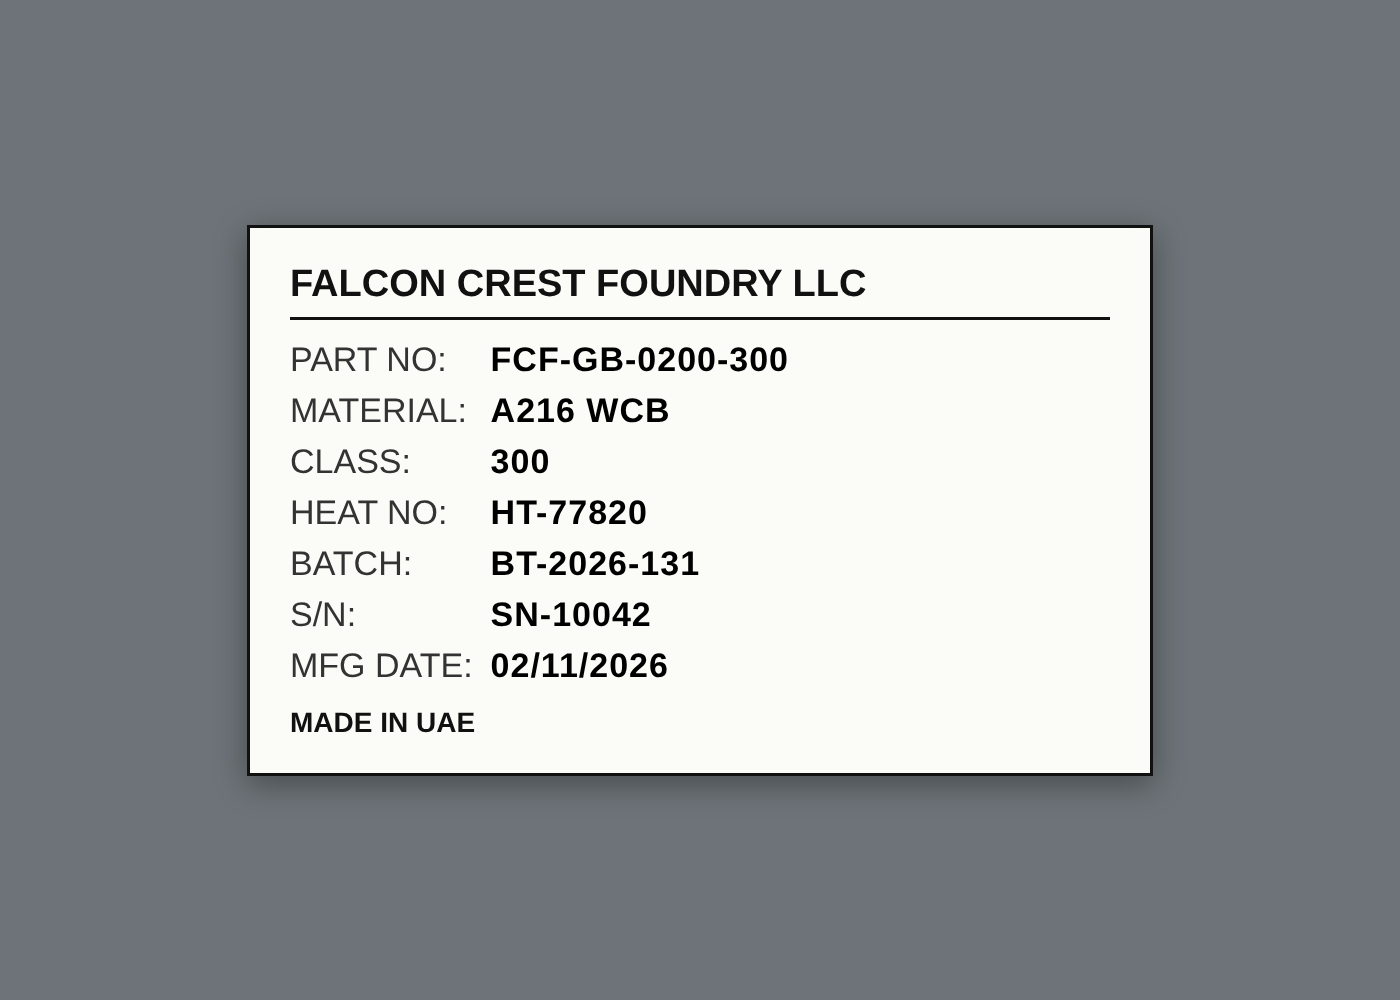 FALCON CREST FOUNDRY LLC
PART NO: FCF-GB-0200-300
MATERIAL: A216 WCB
CLASS: 300
HEAT NO: HT-77820
BATCH: BT-2026-131
S/N: SN-10042
MFG DATE: 02/11/2026
MADE IN UAE